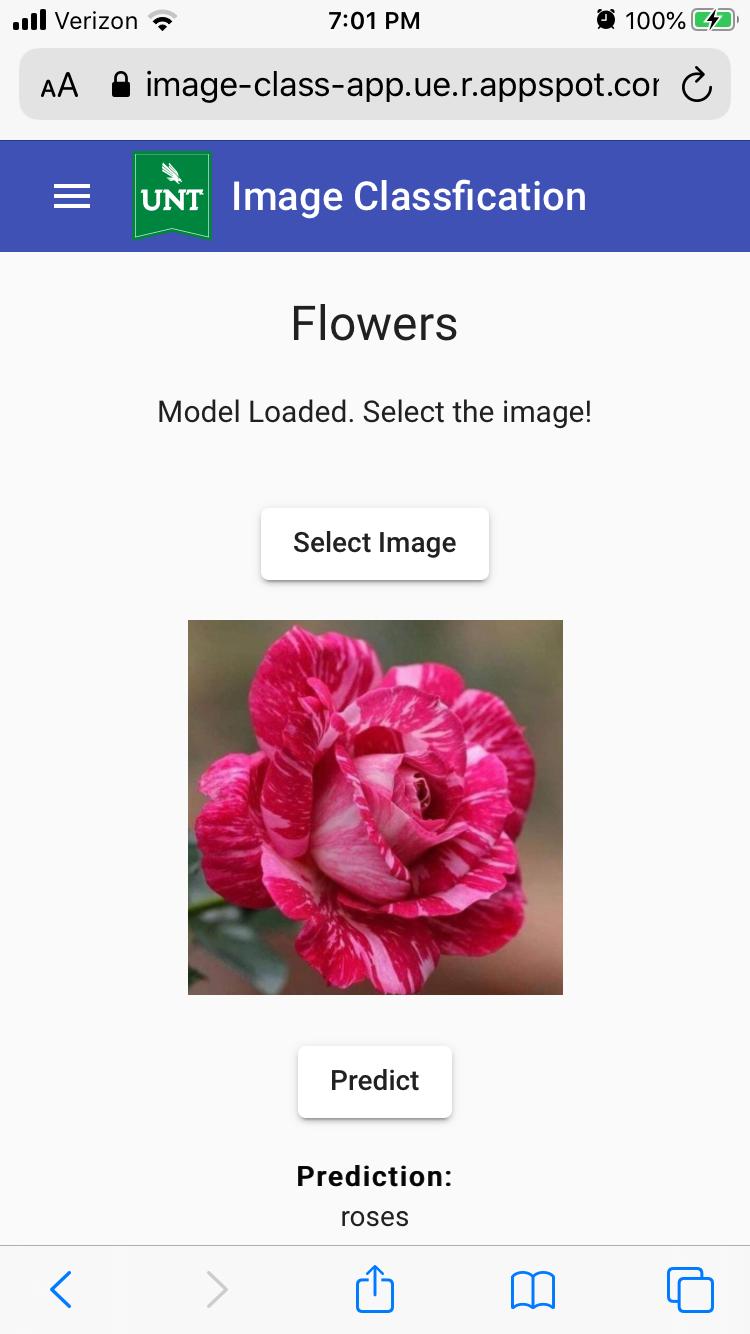 Verizon 7:01 PM 100%
AA image-class-app.ue.r.appspot.cor
UNT Image Classfication
Flowers
Model Loaded. Select the image!
Select Image
Predict
Prediction:
roses